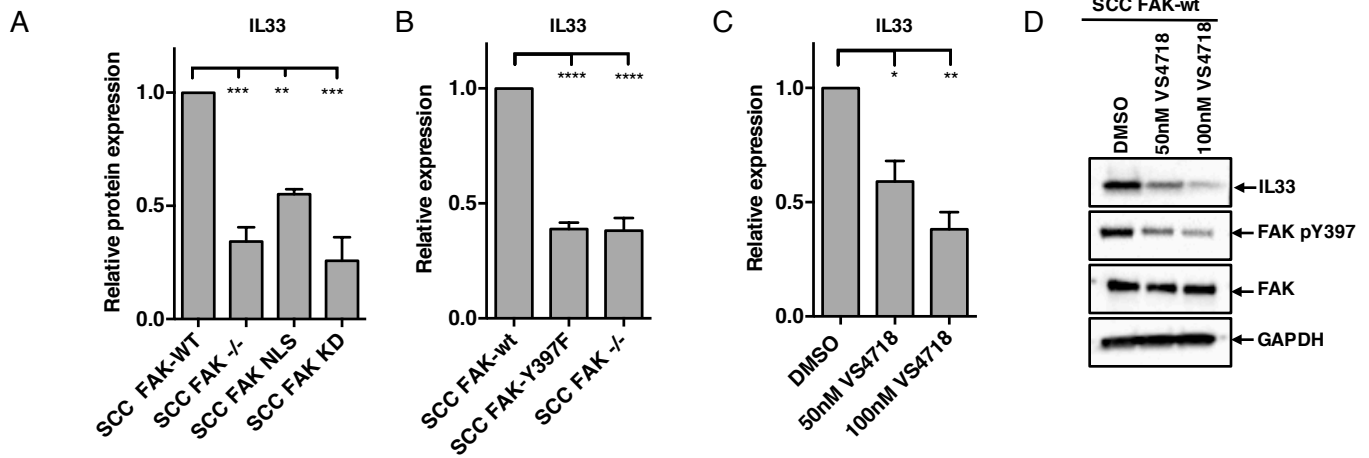 A
IL33
Relative protein expression
1.0
0.5
0.0
*** ** ***
SCC FAK-WT
SCC FAK -/-
SCC FAK NLS
SCC FAK KD
B
IL33
Relative expression
1.0
0.5
0.0
**** ****
SCC FAK-wt
SCC FAK-Y397F
SCC FAK -/-
C
IL33
Relative expression
1.0
0.5
0.0
* **
DMSO
50nM VS4718
100nM VS4718
D
SCC FAK-wt
DMSO
50nM VS4718
100nM VS4718
IL33
FAK pY397
FAK
GAPDH